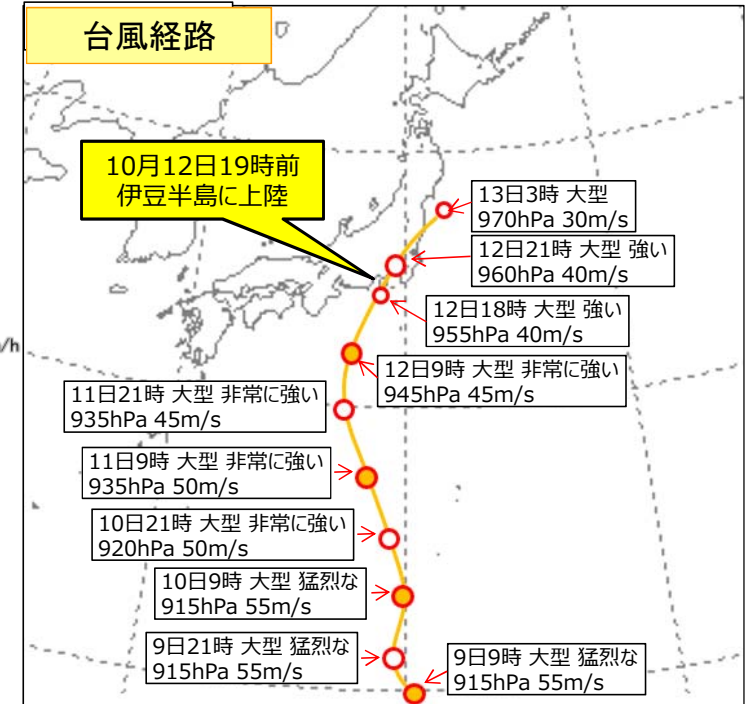 台風経路
10月12日19時前
伊豆半島に上陸
13日3時 大型
970hPa 30m/s
12日21時 大型 強い
960hPa 40m/s
12日18時 大型 強い
955hPa 40m/s
12日9時 大型 非常に強い
945hPa 45m/s
11日21時 大型 非常に強い
935hPa 45m/s
11日9時 大型 非常に強い
935hPa 50m/s
10日21時 大型 非常に強い
920hPa 50m/s
10日9時 大型 猛烈な
915hPa 55m/s
9日21時 大型 猛烈な
915hPa 55m/s
9日9時 大型 猛烈な
915hPa 55m/s
/h